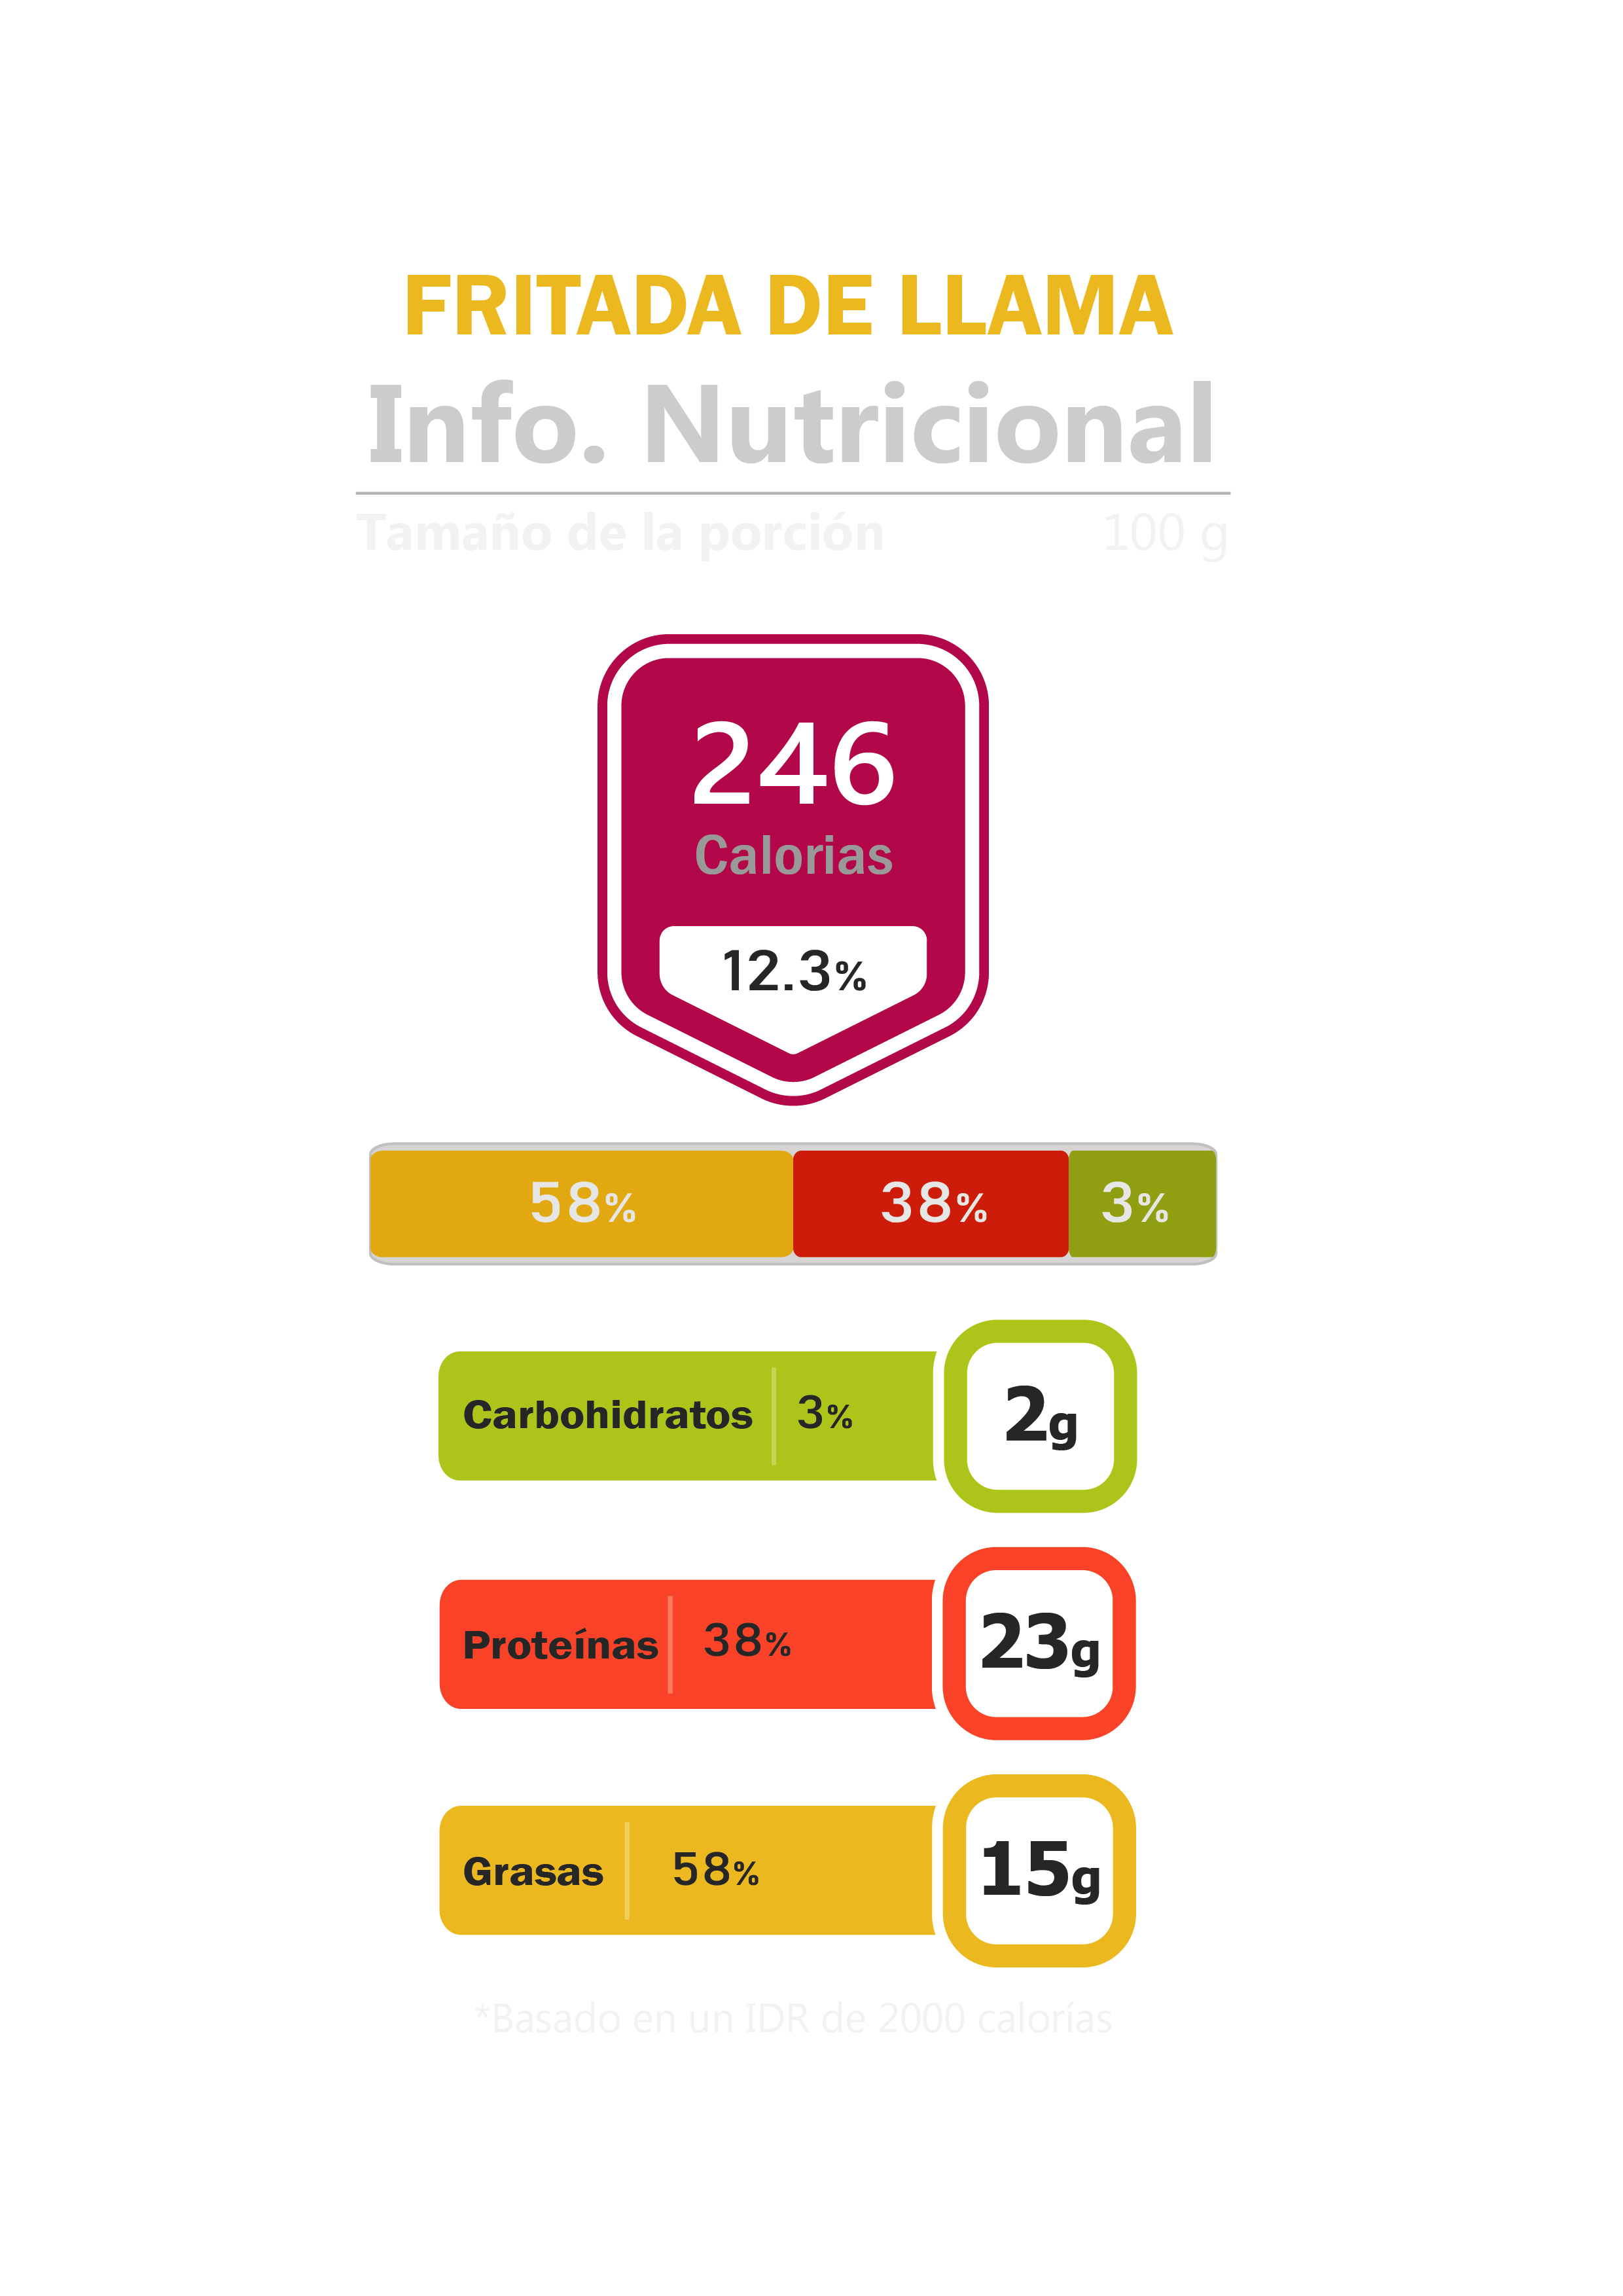 FRITADA DE LLAMA
Info. Nutricional
Tamaño de la porción 100 g
246
Calorias
12.3%
58% 38% 3%
Carbohidratos 3% 2g
Proteínas 38% 23g
Grasas 58% 15g
*Basado en un IDR de 2000 calorías